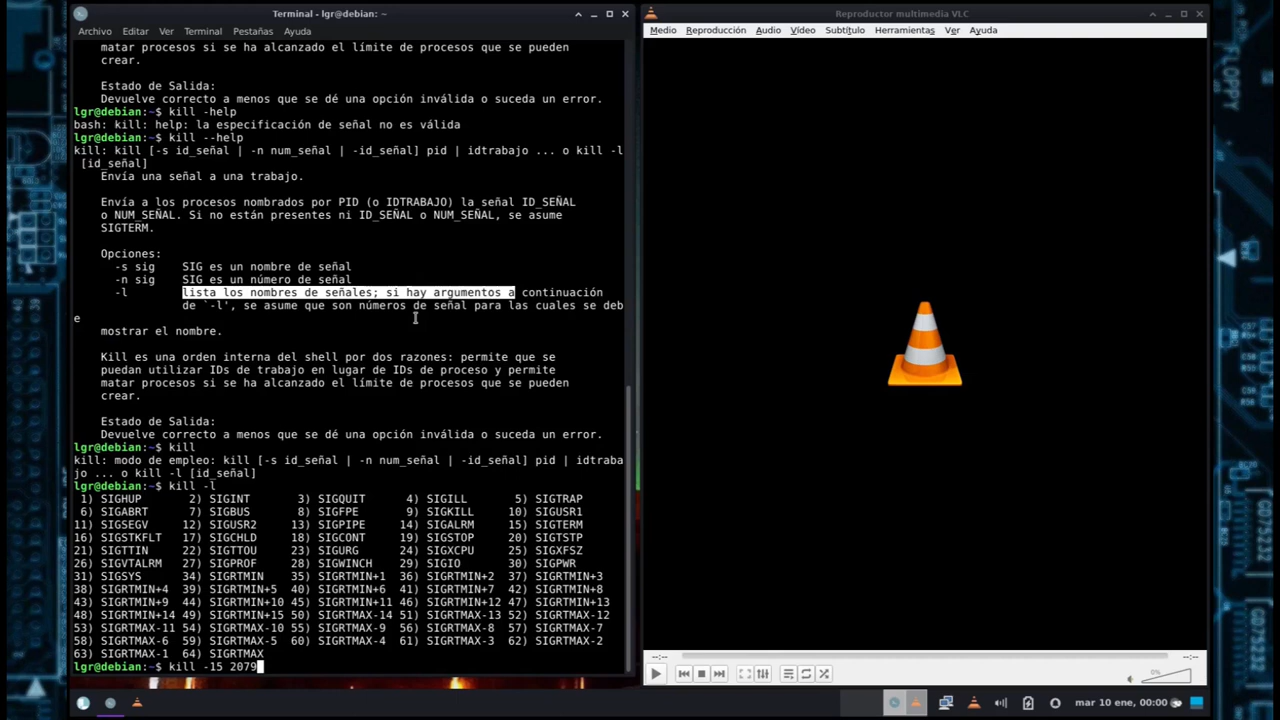 Terminal - lgr@debian: ~
Archivo Editar Ver Terminal Pestañas Ayuda
matar procesos si se ha alcanzado el límite de procesos que se pueden
crear.
Estado de Salida:
Devuelve correcto a menos que se dé una opción inválida o suceda un error.
lgr@debian:~$ kill -help
bash: kill: help: la especificación de señal no es válida
lgr@debian:~$ kill --help
kill: kill [-s id_señal | -n num_señal | -id_señal] pid | idtrabajo ... o kill -l
[id_señal]
Envía una señal a una trabajo.
Envía a los procesos nombrados por PID (o IDTRABAJO) la señal ID_SEÑAL
o NUM_SEÑAL. Si no están presentes ni ID_SEÑAL o NUM_SEÑAL, se asume
SIGTERM.
Opciones:
-s sig SIG es un nombre de señal
-n sig SIG es un número de señal
-l lista los nombres de señales; si hay argumentos a continuación
de `-l', se asume que son números de señal para las cuales se deb
e
mostrar el nombre.
Kill es una orden interna del shell por dos razones: permite que se
puedan utilizar IDs de trabajo en lugar de IDs de proceso y permite
matar procesos si se ha alcanzado el límite de procesos que se pueden
crear.
Estado de Salida:
Devuelve correcto a menos que se dé una opción inválida o suceda un error.
lgr@debian:~$ kill
kill: modo de empleo: kill [-s id_señal | -n num_señal | -id_señal] pid | idtraba
jo ... o kill -l [id_señal]
lgr@debian:~$ kill -l
1) SIGHUP 2) SIGINT 3) SIGQUIT 4) SIGILL 5) SIGTRAP
6) SIGABRT 7) SIGBUS 8) SIGFPE 9) SIGKILL 10) SIGUSR1
11) SIGSEGV 12) SIGUSR2 13) SIGPIPE 14) SIGALRM 15) SIGTERM
16) SIGSTKFLT 17) SIGCHLD 18) SIGCONT 19) SIGSTOP 20) SIGTSTP
21) SIGTTIN 22) SIGTTOU 23) SIGURG 24) SIGXCPU 25) SIGXFSZ
26) SIGVTALRM 27) SIGPROF 28) SIGWINCH 29) SIGIO 30) SIGPWR
31) SIGSYS 34) SIGRTMIN 35) SIGRTMIN+1 36) SIGRTMIN+2 37) SIGRTMIN+3
38) SIGRTMIN+4 39) SIGRTMIN+5 40) SIGRTMIN+6 41) SIGRTMIN+7 42) SIGRTMIN+8
43) SIGRTMIN+9 44) SIGRTMIN+10 45) SIGRTMIN+11 46) SIGRTMIN+12 47) SIGRTMIN+13
48) SIGRTMIN+14 49) SIGRTMIN+15 50) SIGRTMAX-14 51) SIGRTMAX-13 52) SIGRTMAX-12
53) SIGRTMAX-11 54) SIGRTMAX-10 55) SIGRTMAX-9 56) SIGRTMAX-8 57) SIGRTMAX-7
58) SIGRTMAX-6 59) SIGRTMAX-5 60) SIGRTMAX-4 61) SIGRTMAX-3 62) SIGRTMAX-2
63) SIGRTMAX-1 64) SIGRTMAX
lgr@debian:~$ kill -15 2079
Reproductor multimedia VLC
Medio Reproducción Audio Vídeo Subtítulo Herramientas Ver Ayuda
--:-- --:--
0%
mar 10 ene, 00:00
FLOPPY
CD75232
CD75232